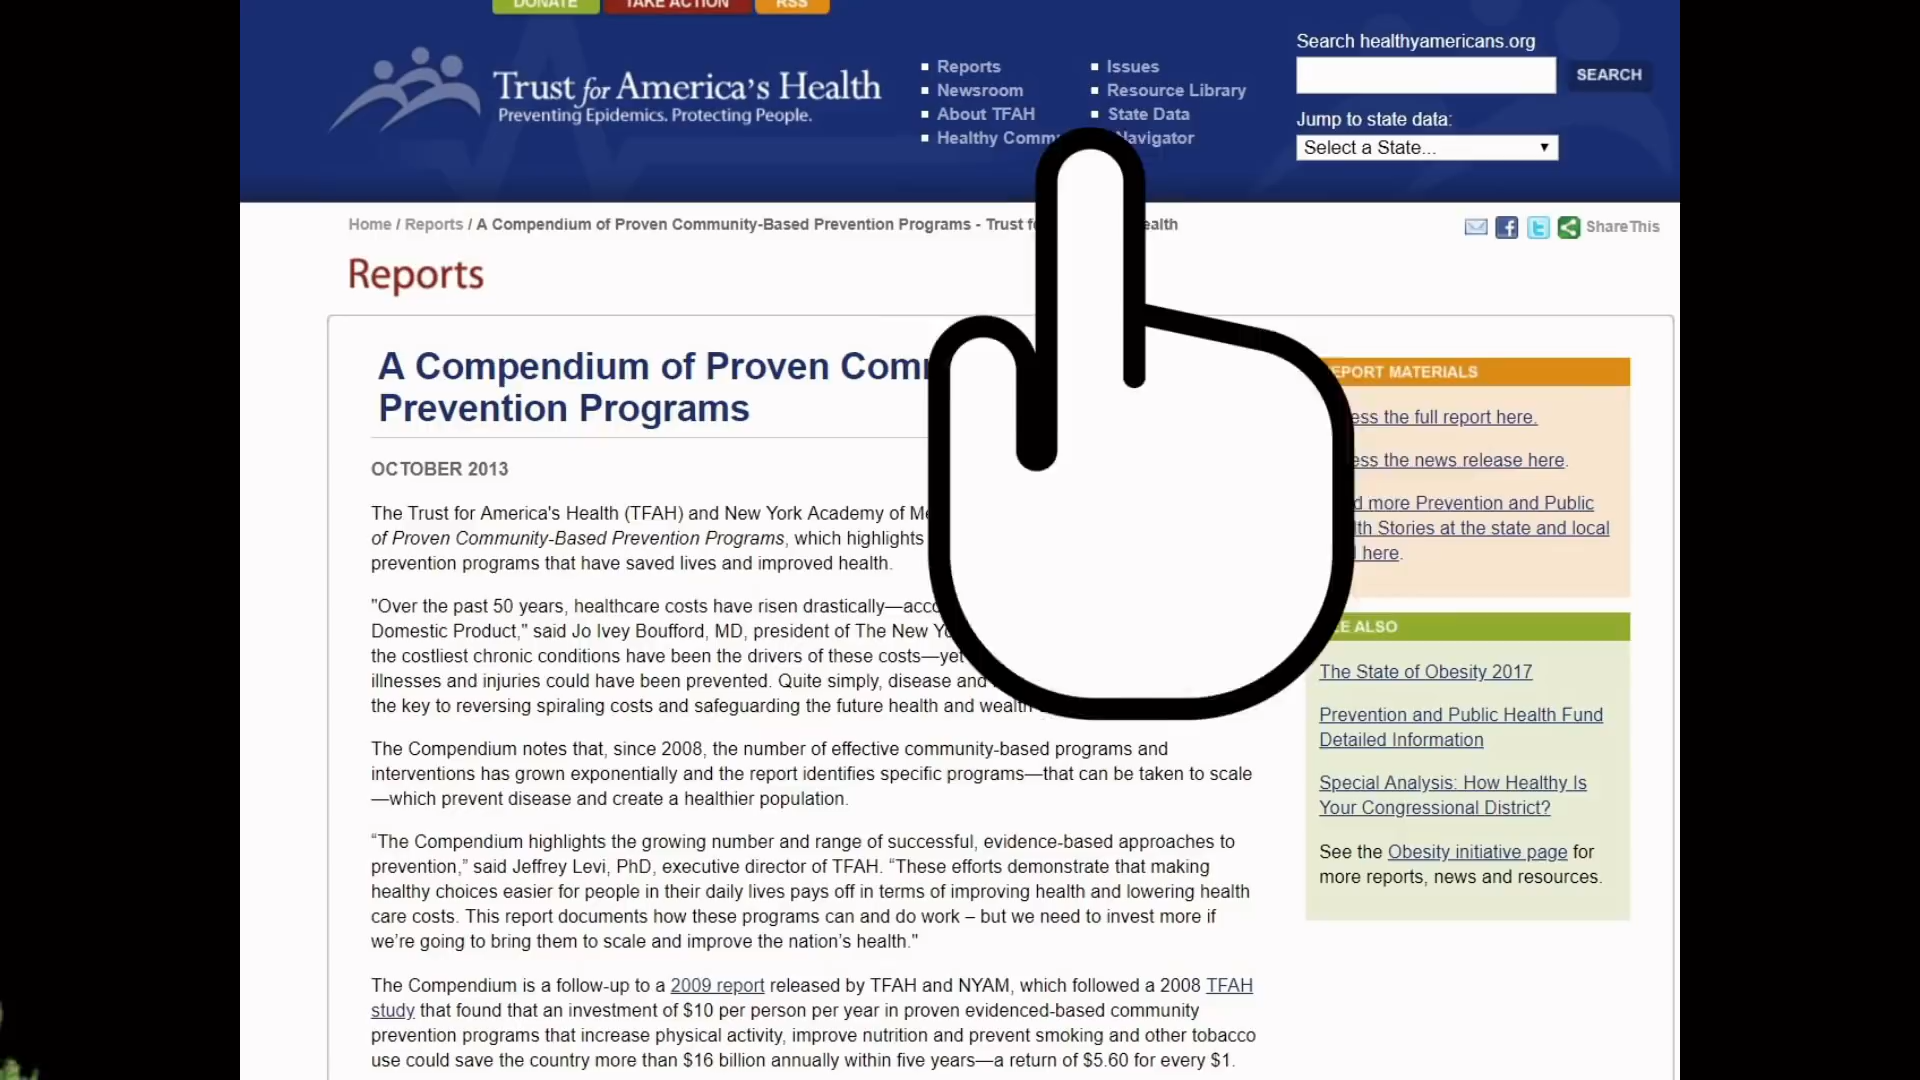 DONATE TAKE ACTION RSS
Trust for America's Health
Preventing Epidemics. Protecting People.
Reports
Newsroom
About TFAH
Healthy
Issues
Resource Library
State Data
Navigator
Search healthyamericans.org
SEARCH
Jump to state data:
Select a State...
Home / Reports / A Compendium of Proven Community-Based Prevention Programs - Trust
ShareThis
Reports
A Compendium of Proven
Prevention Programs
OCTOBER 2013
The Trust for America's Health (TFAH) and New York Academy of
of Proven Community-Based Prevention Programs, which highlights
prevention programs that have saved lives and improved health.
"Over the past 50 years, healthcare costs have risen drastically—
Domestic Product," said Jo Ivey Boufford, MD, president of The New
the costliest chronic conditions have been the drivers of these costs—yet
illnesses and injuries could have been prevented. Quite simply, disease and
the key to reversing spiraling costs and safeguarding the future health and wealth
The Compendium notes that, since 2008, the number of effective community-based programs and
interventions has grown exponentially and the report identifies specific programs—that can be taken to scale
—which prevent disease and create a healthier population.
“The Compendium highlights the growing number and range of successful, evidence-based approaches to
prevention,” said Jeffrey Levi, PhD, executive director of TFAH. “These efforts demonstrate that making
healthy choices easier for people in their daily lives pays off in terms of improving health and lowering health
care costs. This report documents how these programs can and do work – but we need to invest more if
we’re going to bring them to scale and improve the nation’s health."
The Compendium is a follow-up to a 2009 report released by TFAH and NYAM, which followed a 2008 TFAH
study that found that an investment of $10 per person per year in proven evidenced-based community
prevention programs that increase physical activity, improve nutrition and prevent smoking and other tobacco
use could save the country more than $16 billion annually within five years—a return of $5.60 for every $1.
MATERIALS
the full report here.
the news release here.
more Prevention and Public
Stories at the state and local
here.
ALSO
The State of Obesity 2017
Prevention and Public Health Fund
Detailed Information
Special Analysis: How Healthy Is
Your Congressional District?
See the Obesity initiative page for
more reports, news and resources.